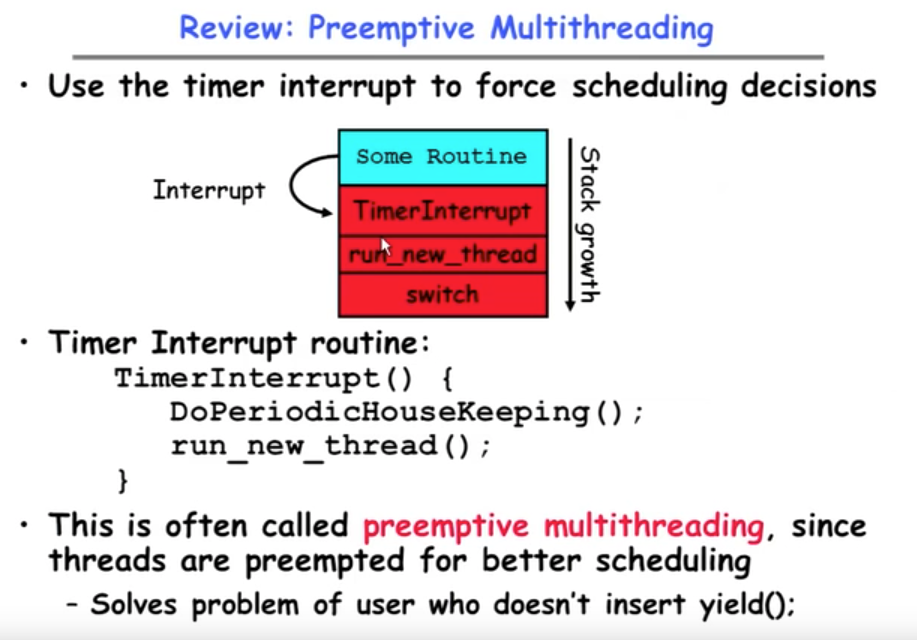 Review: Preemptive Multithreading
• Use the timer interrupt to force scheduling decisions
Some Routine
Interrupt
TimerInterrupt
run_new_thread
switch
Stack growth
• Timer Interrupt routine:
TimerInterrupt() {
DoPeriodicHouseKeeping();
run_new_thread();
}
• This is often called preemptive multithreading, since
threads are preempted for better scheduling
– Solves problem of user who doesn't insert yield();